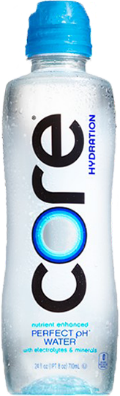 core
HYDRATION
nutrient enhanced
PERFECT pH
WATER
with electrolytes & minerals